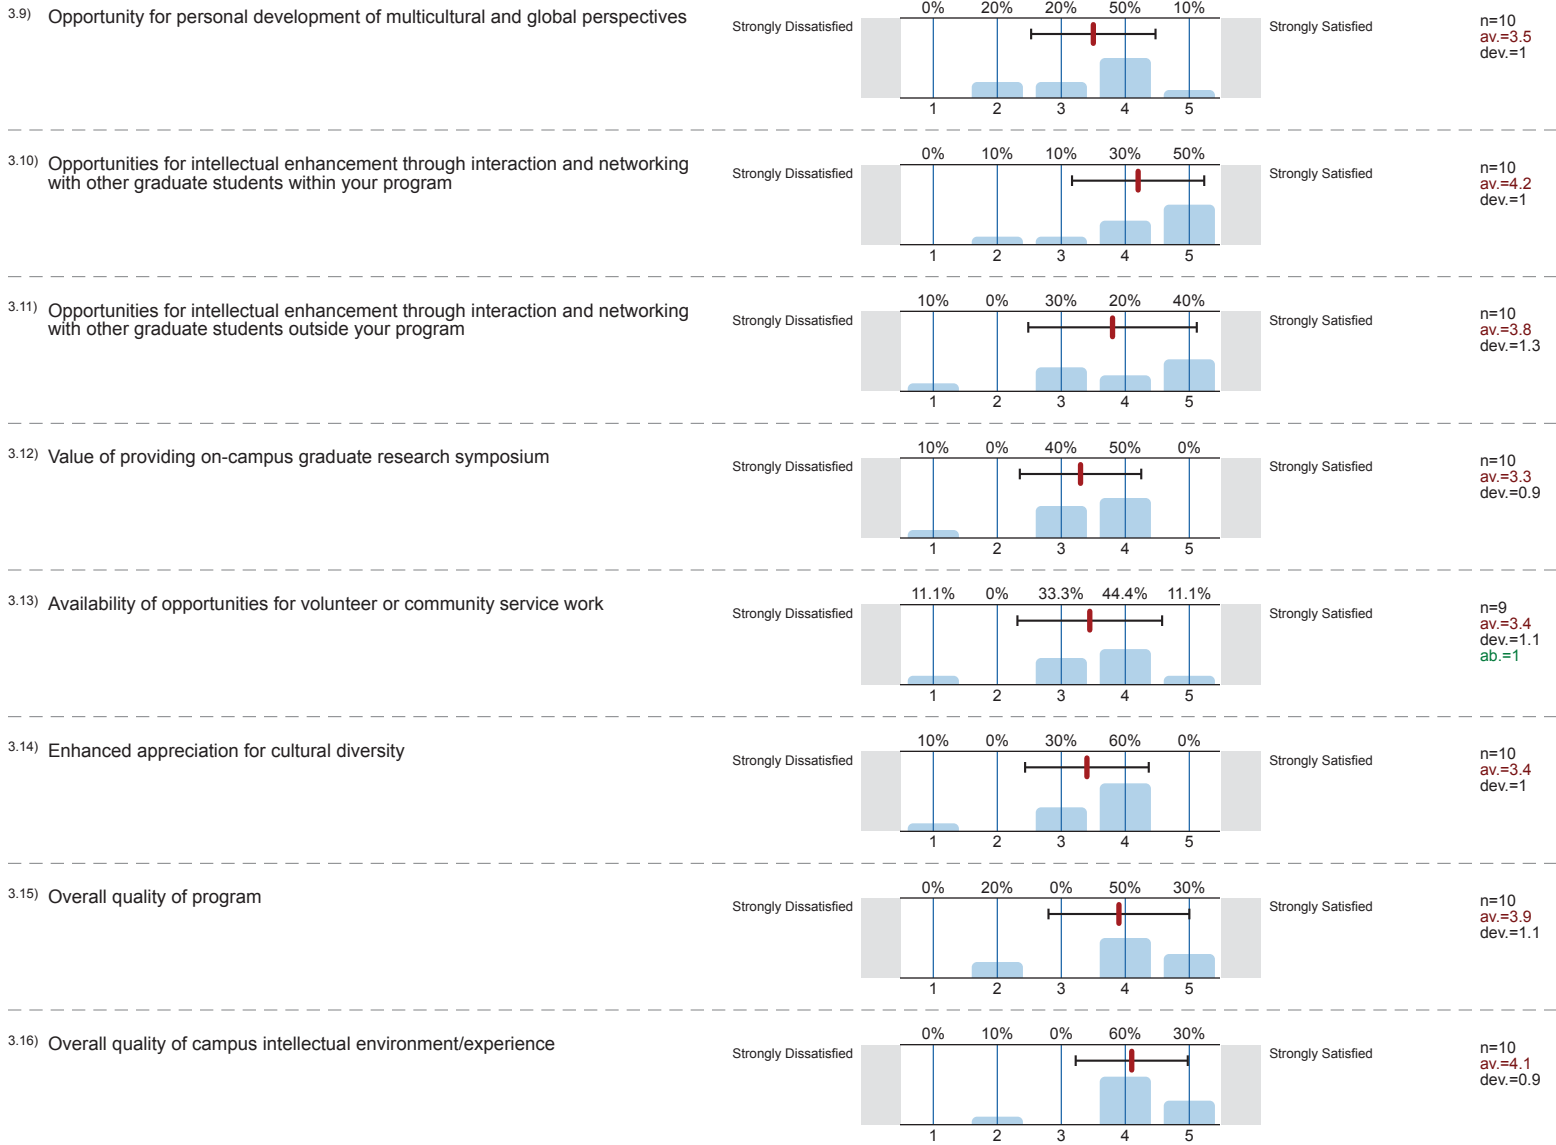 3.9) Opportunity for personal development of multicultural and global perspectives
Strongly Dissatisfied
0% 20% 20% 50% 10%
1 2 3 4 5
Strongly Satisfied
n=10
av.=3.5
dev.=1
3.10) Opportunities for intellectual enhancement through interaction and networking
with other graduate students within your program
Strongly Dissatisfied
0% 10% 10% 30% 50%
1 2 3 4 5
Strongly Satisfied
n=10
av.=4.2
dev.=1
3.11) Opportunities for intellectual enhancement through interaction and networking
with other graduate students outside your program
Strongly Dissatisfied
10% 0% 30% 20% 40%
1 2 3 4 5
Strongly Satisfied
n=10
av.=3.8
dev.=1.3
3.12) Value of providing on-campus graduate research symposium
Strongly Dissatisfied
10% 0% 40% 50% 0%
1 2 3 4 5
Strongly Satisfied
n=10
av.=3.3
dev.=0.9
3.13) Availability of opportunities for volunteer or community service work
Strongly Dissatisfied
11.1% 0% 33.3% 44.4% 11.1%
1 2 3 4 5
Strongly Satisfied
n=9
av.=3.4
dev.=1.1
ab.=1
3.14) Enhanced appreciation for cultural diversity
Strongly Dissatisfied
10% 0% 30% 60% 0%
1 2 3 4 5
Strongly Satisfied
n=10
av.=3.4
dev.=1
3.15) Overall quality of program
Strongly Dissatisfied
0% 20% 0% 50% 30%
1 2 3 4 5
Strongly Satisfied
n=10
av.=3.9
dev.=1.1
3.16) Overall quality of campus intellectual environment/experience
Strongly Dissatisfied
0% 10% 0% 60% 30%
1 2 3 4 5
Strongly Satisfied
n=10
av.=4.1
dev.=0.9